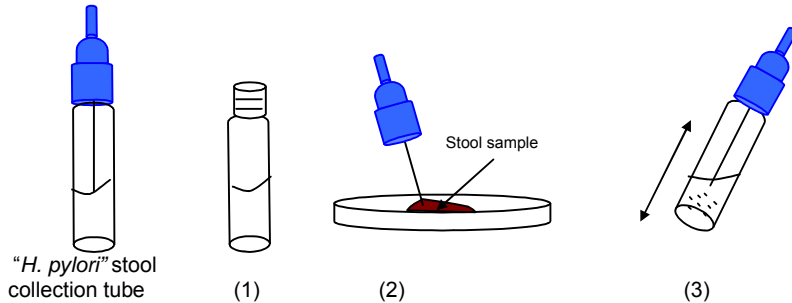 Stool sample
“H. pylori” stool
collection tube
(1)
(2)
(3)